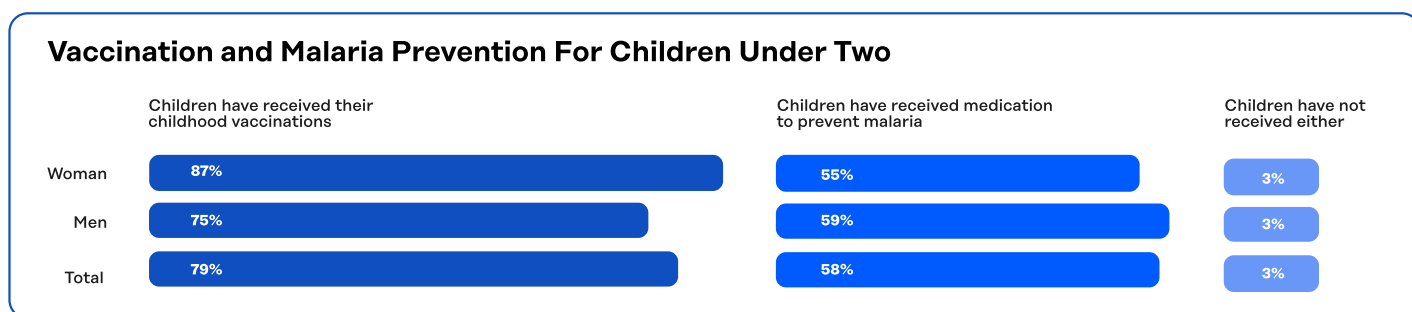 Vaccination and Malaria Prevention For Children Under Two
Children have received their
childhood vaccinations
Children have received medication
to prevent malaria
Children have not
received either
Woman 87% 55% 3%
Men 75% 59% 3%
Total 79% 58% 3%